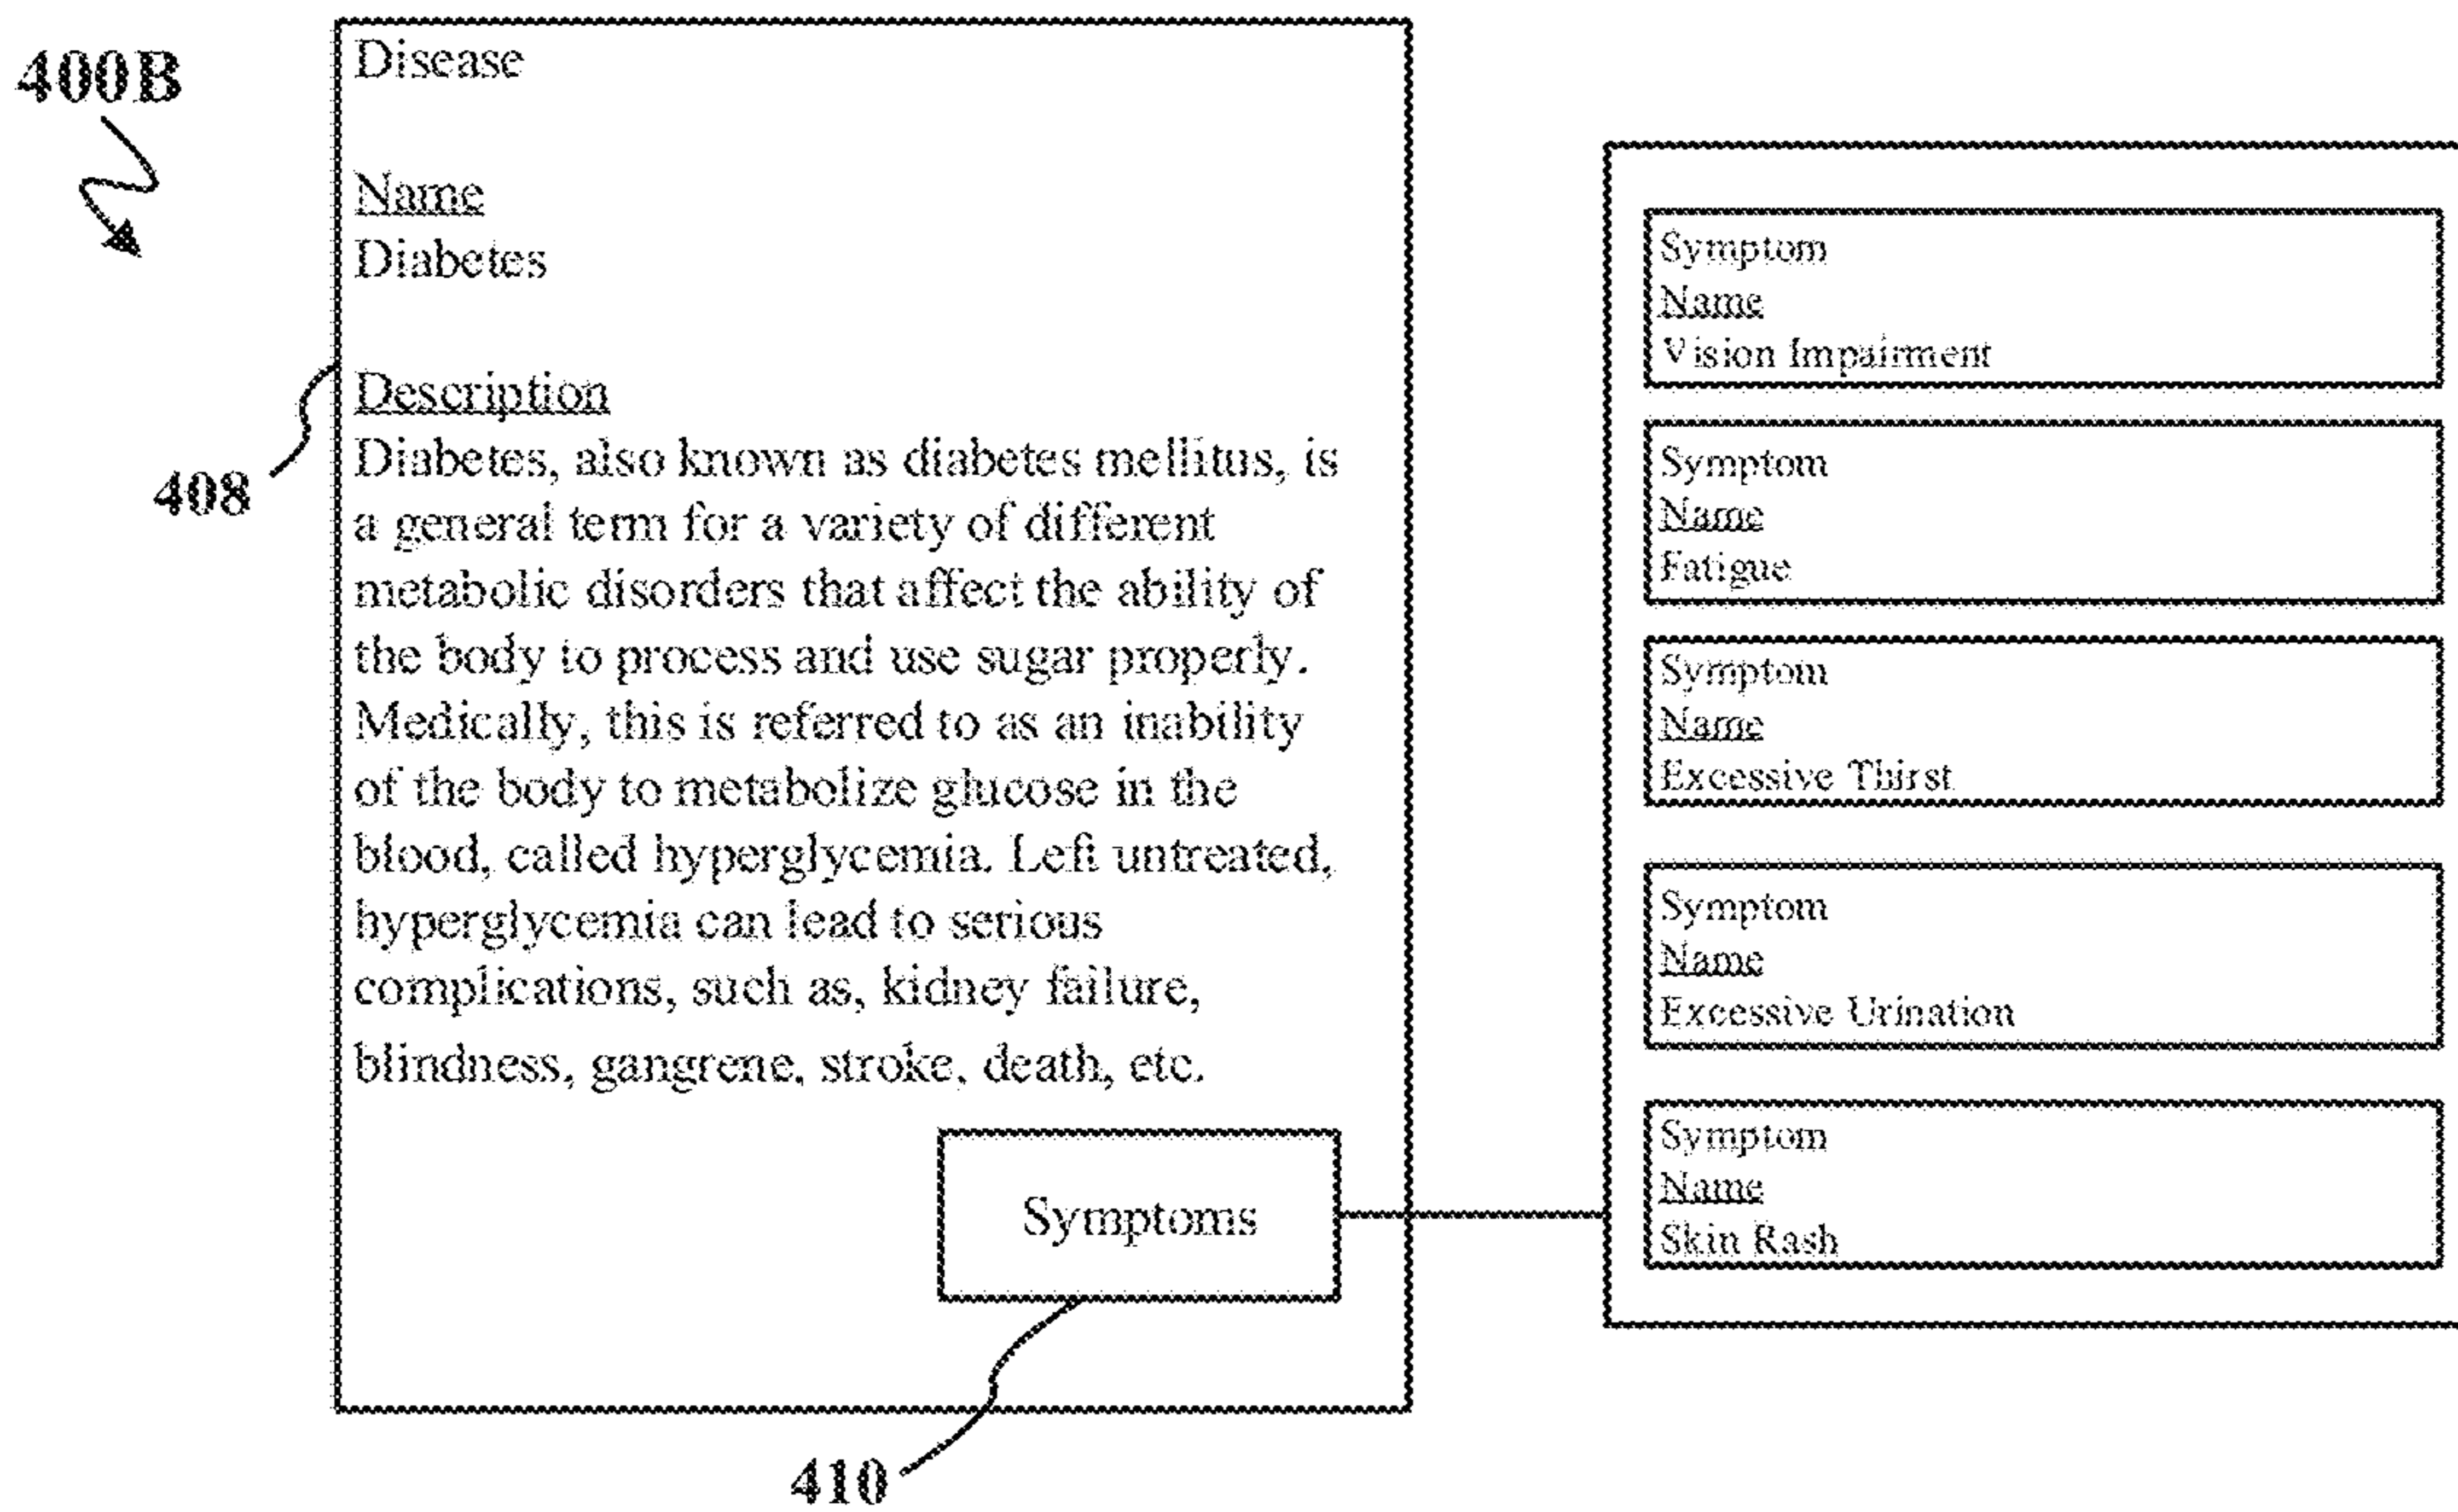 400B
Disease
Name
Diabetes
Description
Diabetes, also known as diabetes mellitus, is
a general term for a variety of different
metabolic disorders that affect the ability of
the body to process and use sugar properly.
Medically, this is referred to as an inability
of the body to metabolize glucose in the
blood, called hyperglycemia. Left untreated,
hyperglycemia can lead to serious
complications, such as, kidney failure,
blindness, gangrene, stroke, death, etc.
408
Symptoms
410
Symptom
Name
Vision Impairment
Symptom
Name
Fatigue
Symptom
Name
Excessive Thirst
Symptom
Name
Excessive Urination
Symptom
Name
Skin Rash